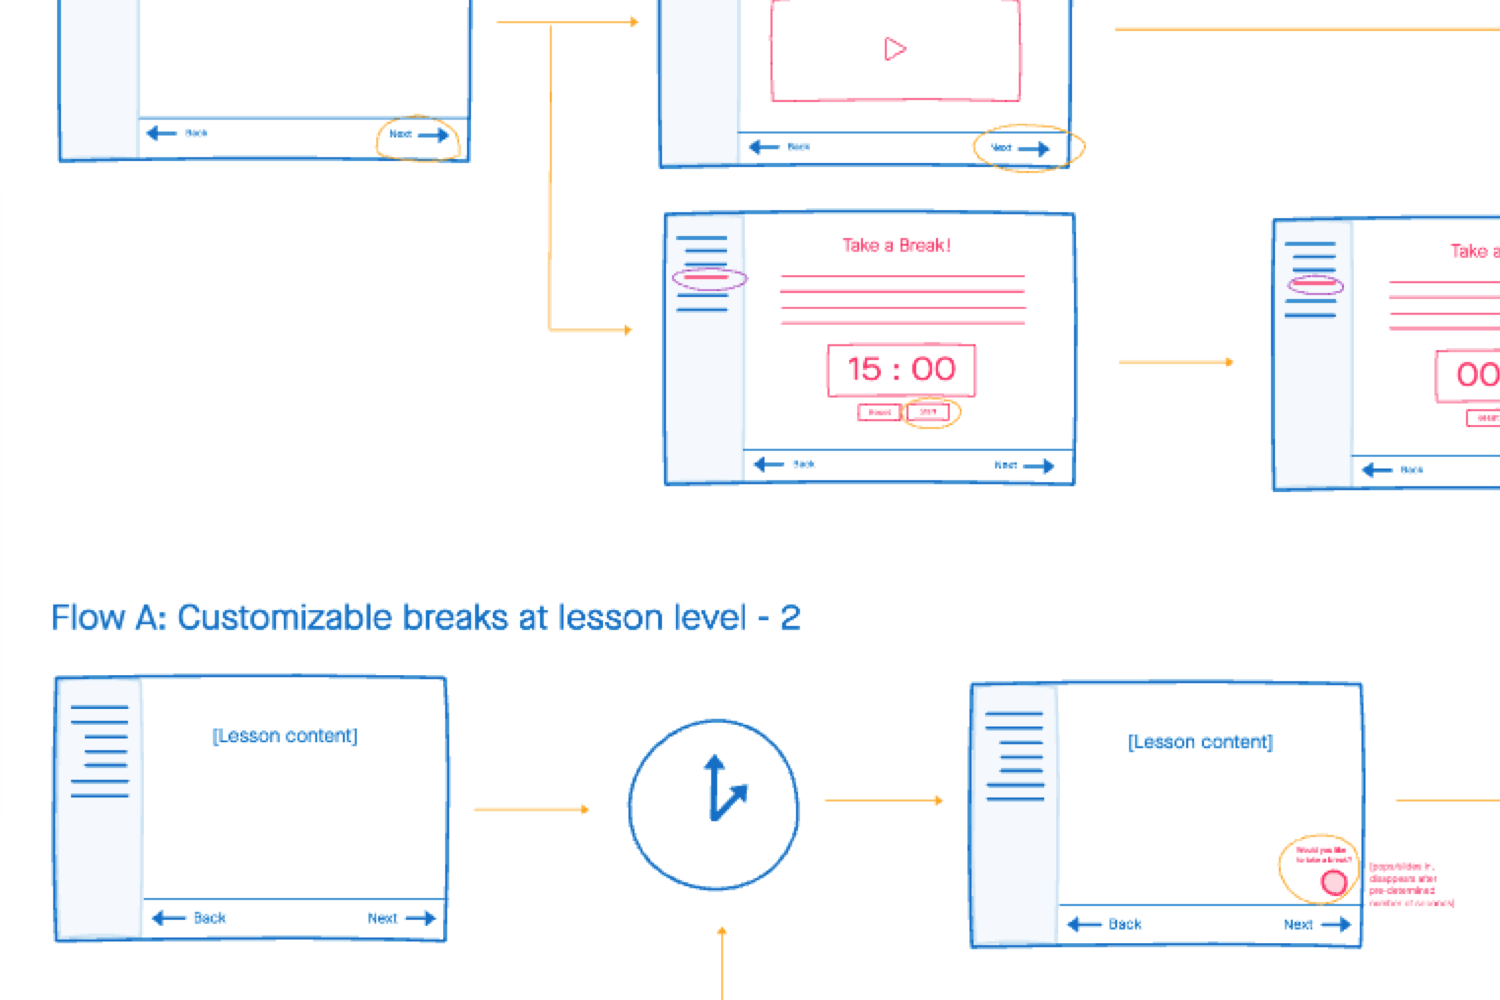 Back
Next
Back
Next
Take a Break!
15 : 00
Reset
Start
Back
Next
Take a
00
Back
Flow A: Customizable breaks at lesson level - 2
[Lesson content]
Back
Next
[Lesson content]
Would you like
to take a break?
[pops/slides in,
disappears after
pre-determined
number of seconds]
Back
Next